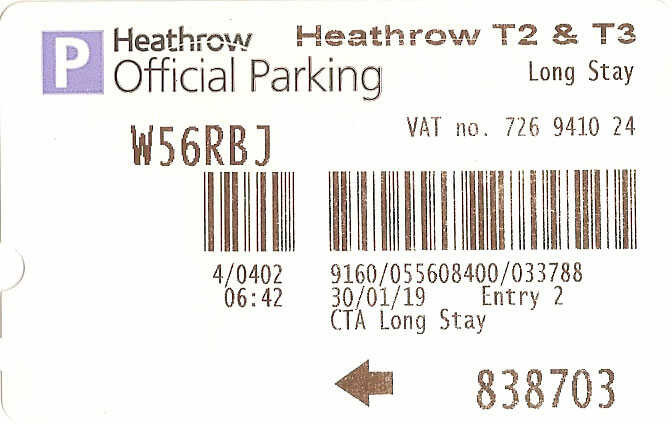 P Heathrow Heathrow T2 & T3
Official Parking Long Stay
VAT no. 726 9410 24
W56RBJ
4/0402 9160/055608400/033788
06:42 30/01/19 Entry 2
CTA Long Stay
838703